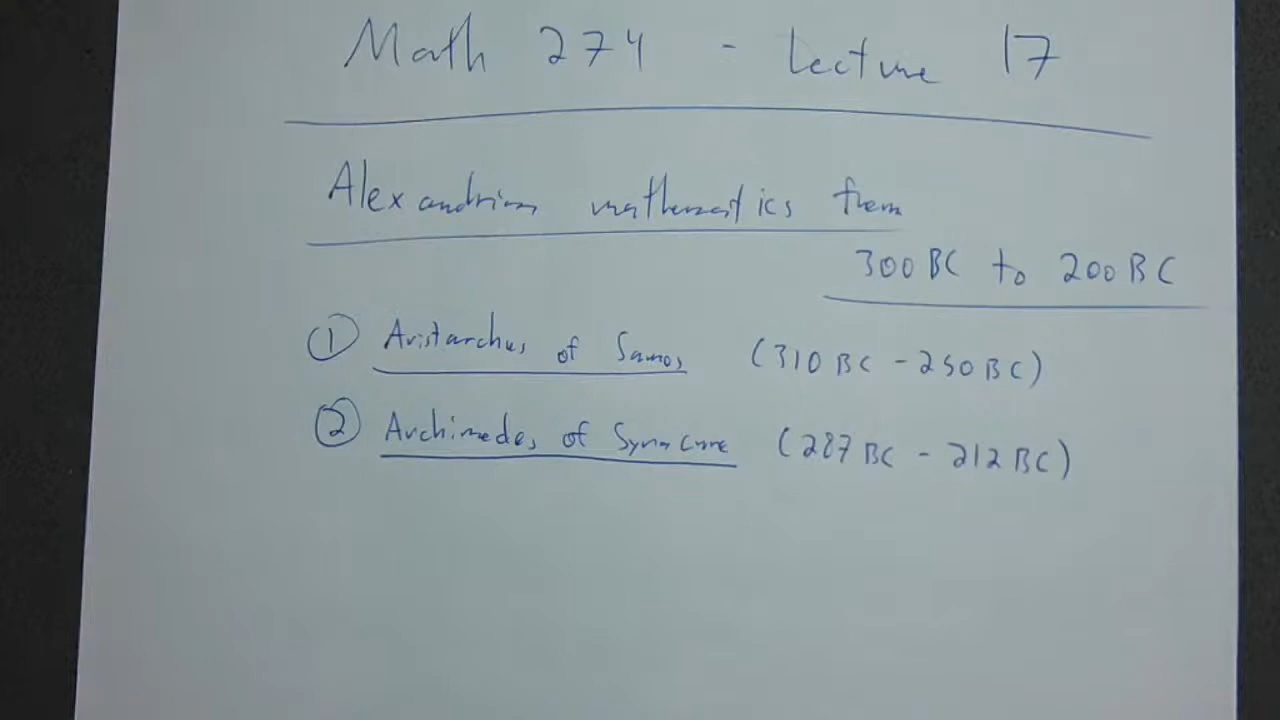 Math 274 - Lecture 17
Alexandrian mathematics from
300 BC to 200 BC
① Aristarchus of Samos (310 BC - 250 BC)
② Archimedes of Syracuse (287 BC - 212 BC)